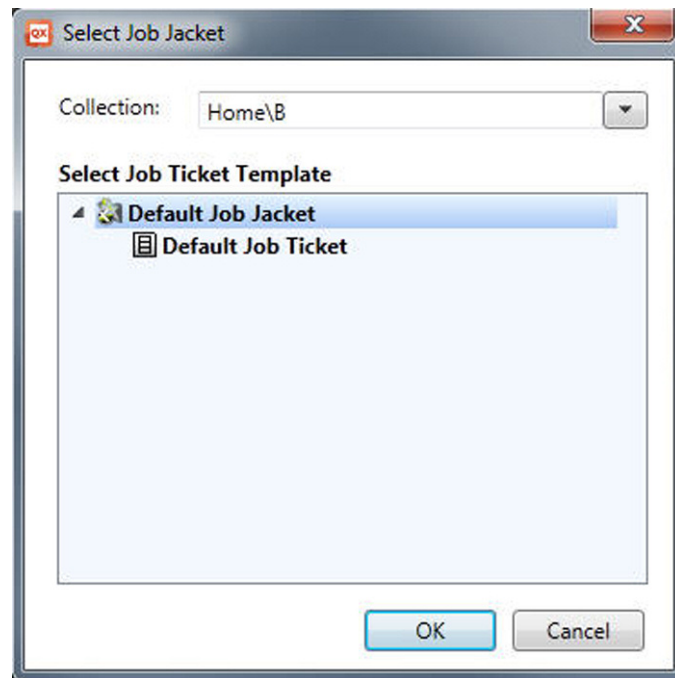 QX Select Job Jacket
Collection: Home\B
Select Job Ticket Template
Default Job Jacket
Default Job Ticket
OK Cancel